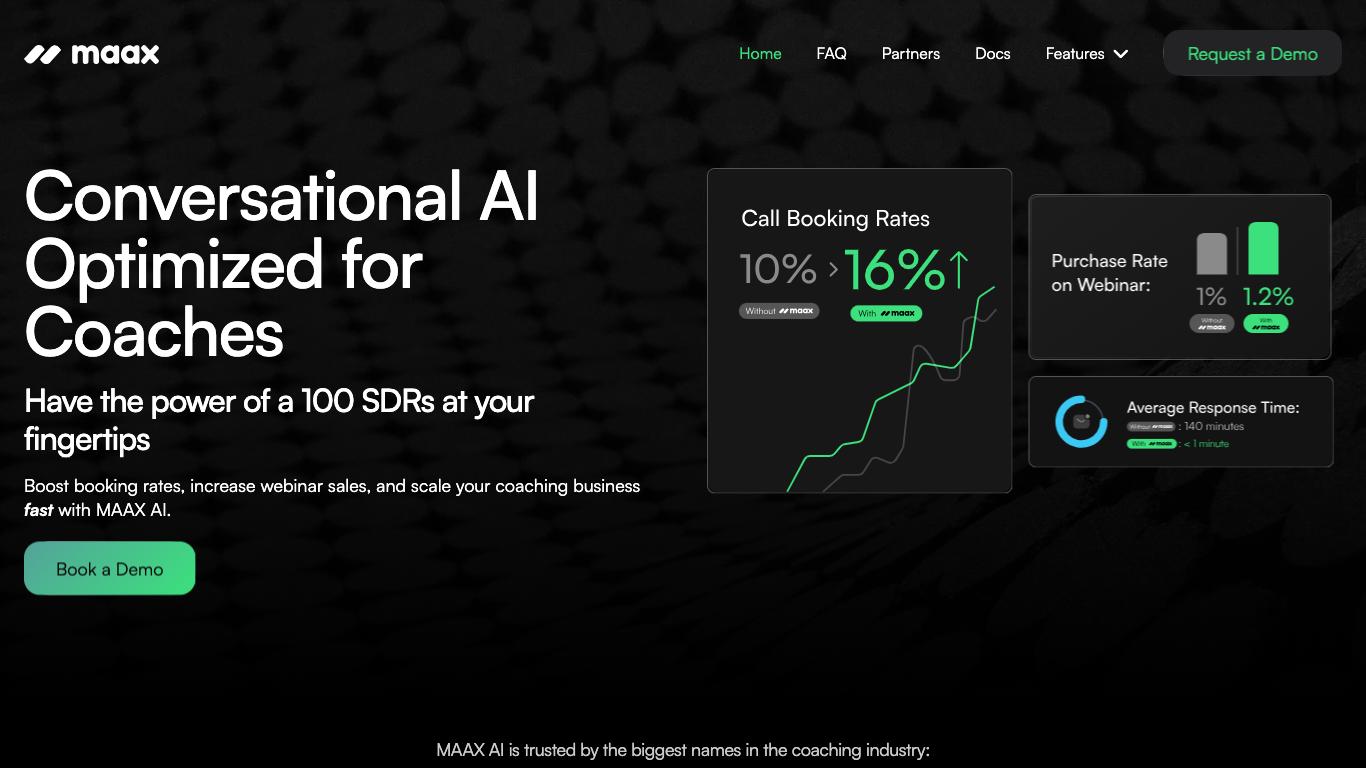 maax
Home
FAQ
Partners
Docs
Features
Request a Demo
Conversational AI
Optimized for
Coaches
Have the power of a 100 SDRs at your
fingertips
Boost booking rates, increase webinar sales, and scale your coaching business
fast with MAAX AI.
Book a Demo
Call Booking Rates
10% > 16%↑
Without maax
With maax
Purchase Rate
on Webinar:
1%
1.2%
Without
maax
With
maax
Average Response Time:
Without maax : 140 minutes
With maax : < 1 minute
MAAX AI is trusted by the biggest names in the coaching industry: